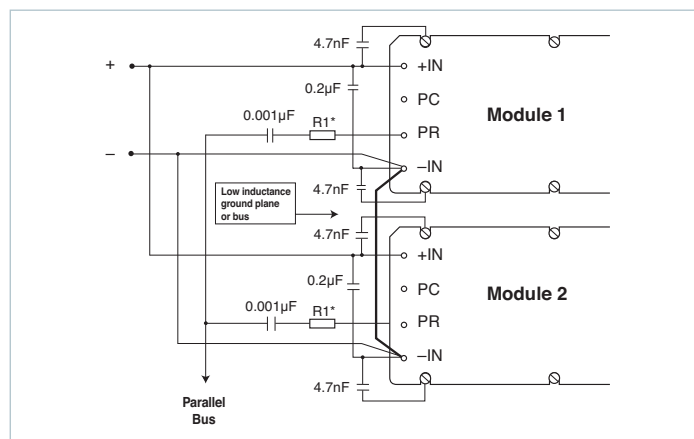 4.7nF
+
+IN
0.2µF
PC
Module 1
0.001µF
R1*
PR
–
–IN
4.7nF
Low inductance
ground plane
or bus
4.7nF
+IN
0.2µF
PC
Module 2
0.001µF
R1*
PR
–IN
4.7nF
Parallel
Bus